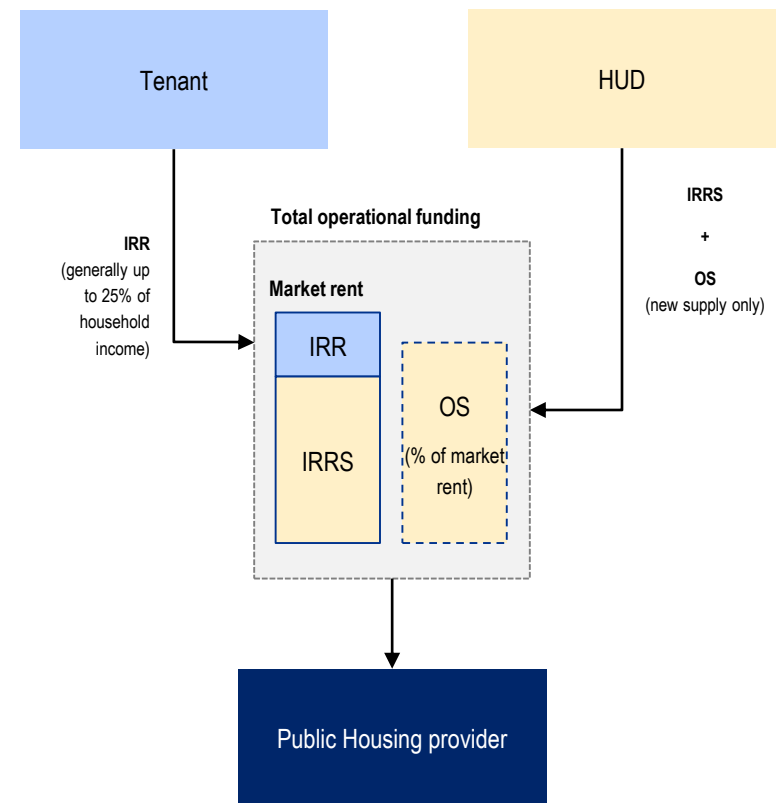 Tenant
HUD
IRR
(generally up
to 25% of
household
income)
IRRS
+
OS
(new supply only)
Total operational funding
Market rent
IRR
IRRS
OS
(% of market
rent)
Public Housing provider